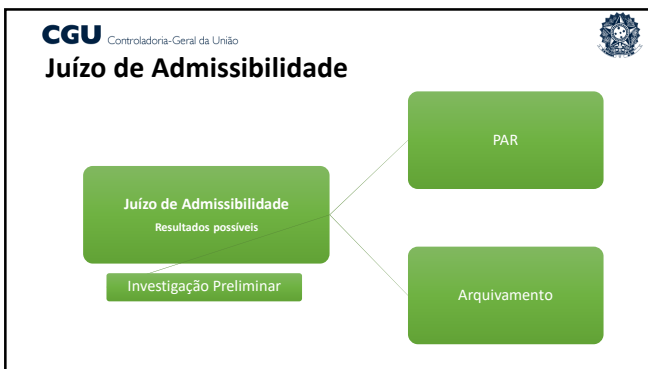 CGU Controladoria-Geral da União
Juízo de Admissibilidade
PAR
Juízo de Admissibilidade
Resultados possíveis
Investigação Preliminar
Arquivamento